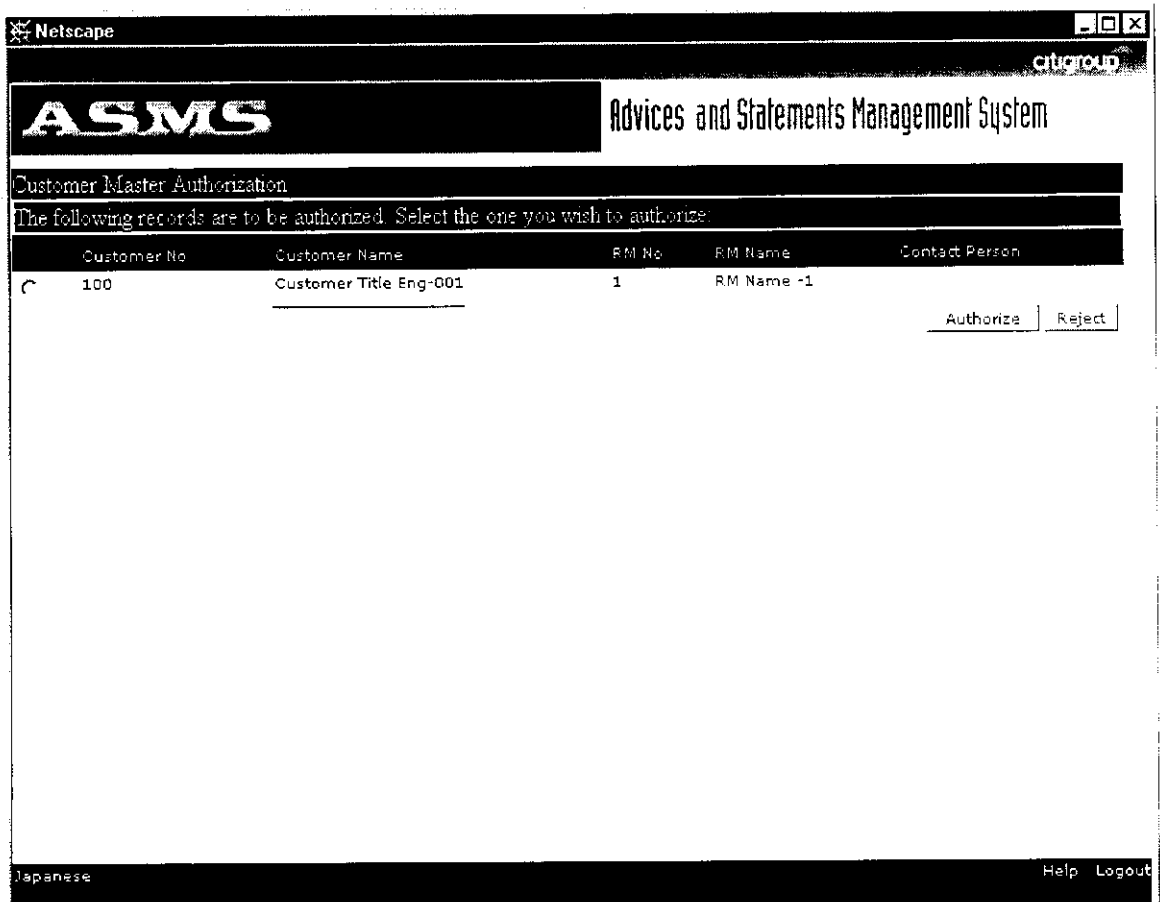 Netscape
citigroup
ASMS
Advices and Statements Management System
Customer Master Authorization
The following records are to be authorized. Select the one you wish to authorize:
Customer No Customer Name RM No RM Name Contact Person
100 Customer Title Eng-001 1 RM Name -1
Authorize Reject
Japanese Help Logout